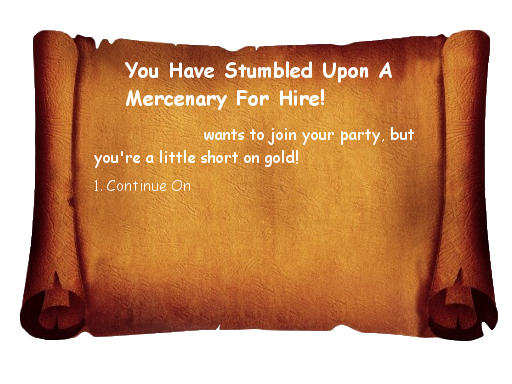 You Have Stumbled Upon A
Mercenary For Hire!
wants to join your party, but
you're a little short on gold!
1. Continue On